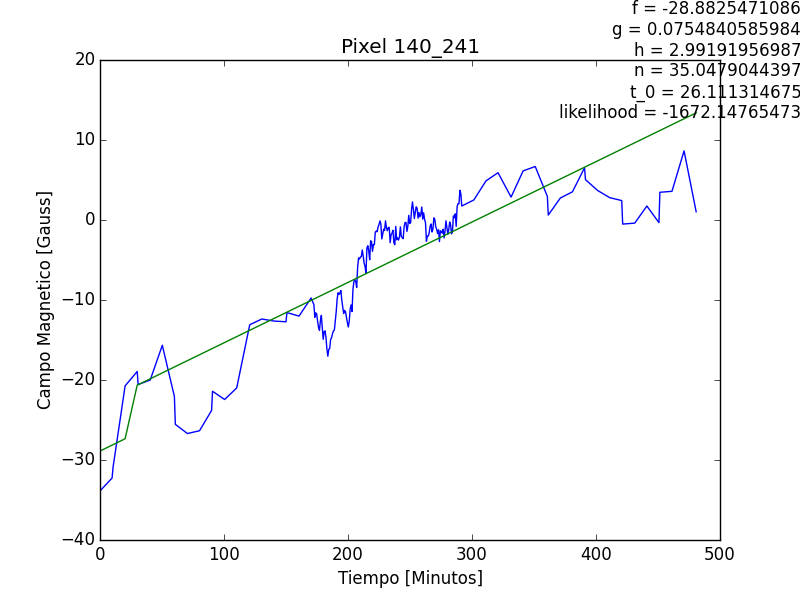 f = -28.8825471086
g = 0.0754840585984
h = 2.99191956987
n = 35.0479044397
t_0 = 26.111314675
likelihood = -1672.14765473
Pixel 140_241
20
10
0
−10
−20
−30
−40
Campo Magnetico [Gauss]
0 100 200 300 400 500
Tiempo [Minutos]